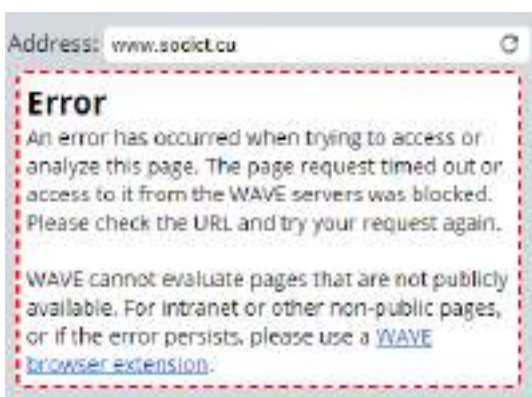 Address: www.socict.cu
Error
An error has occurred when trying to access or
analyze this page. The page request timed out or
access to it from the WAVE servers was blocked.
Please check the URL and try your request again.
WAVE cannot evaluate pages that are not publicly
available. For intranet or other non-public pages,
or if the error persists, please use a WAVE
browser extension.